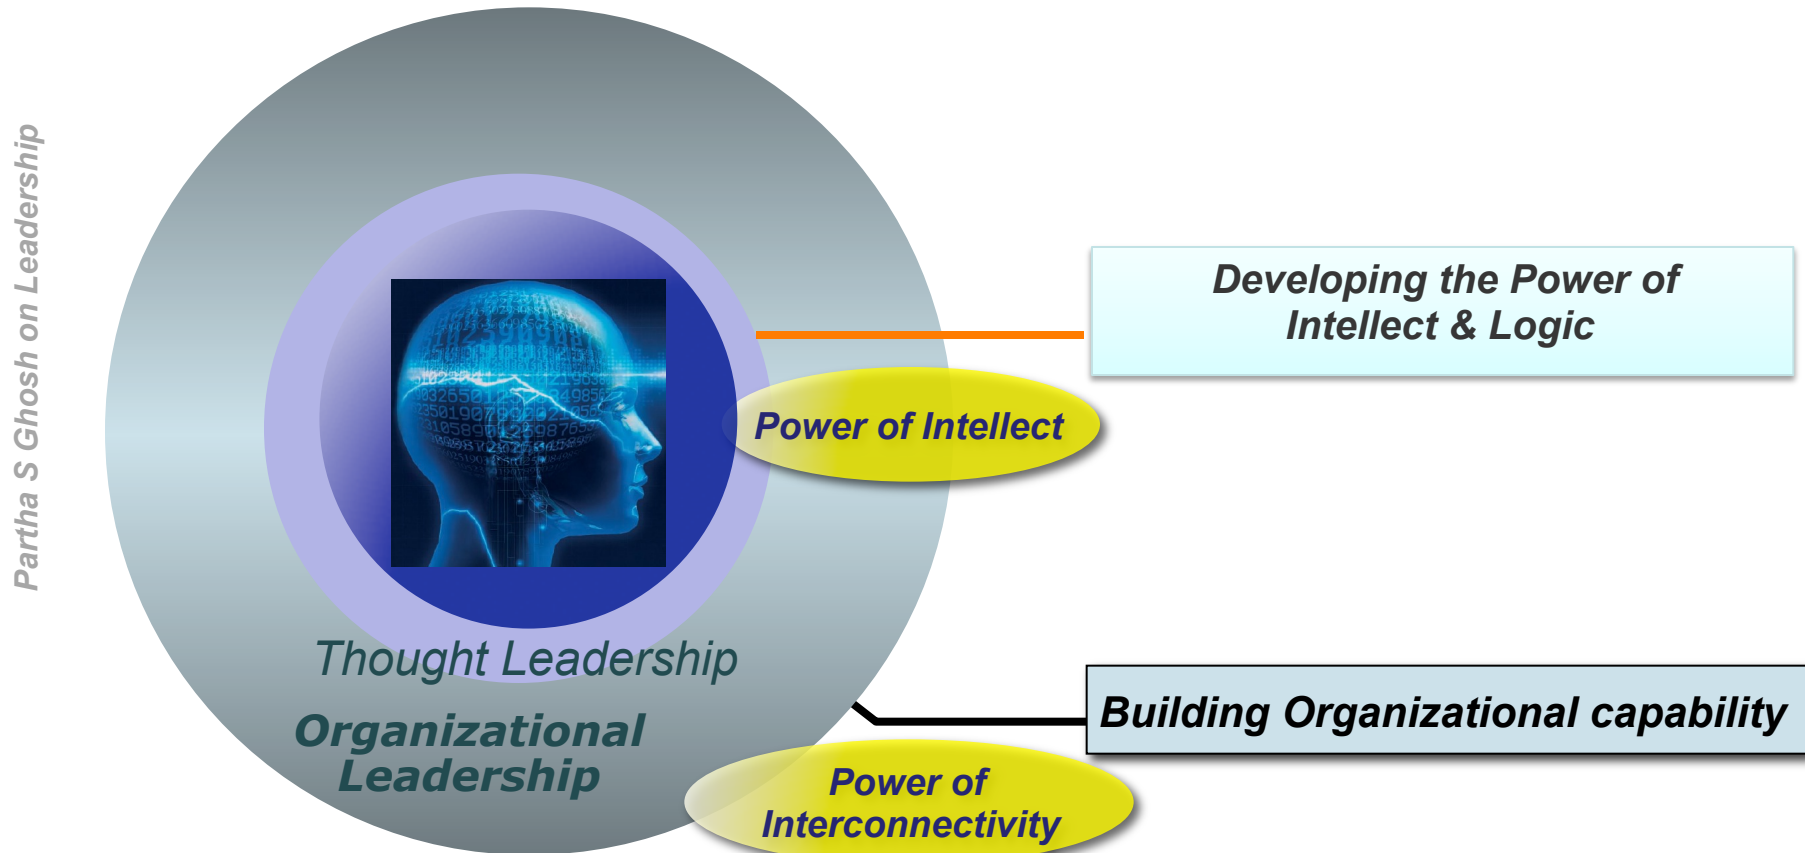 Partha S Ghosh on Leadership
Developing the Power of
Intellect & Logic
Power of Intellect
Thought Leadership
Organizational
Leadership
Building Organizational capability
Power of
Interconnectivity